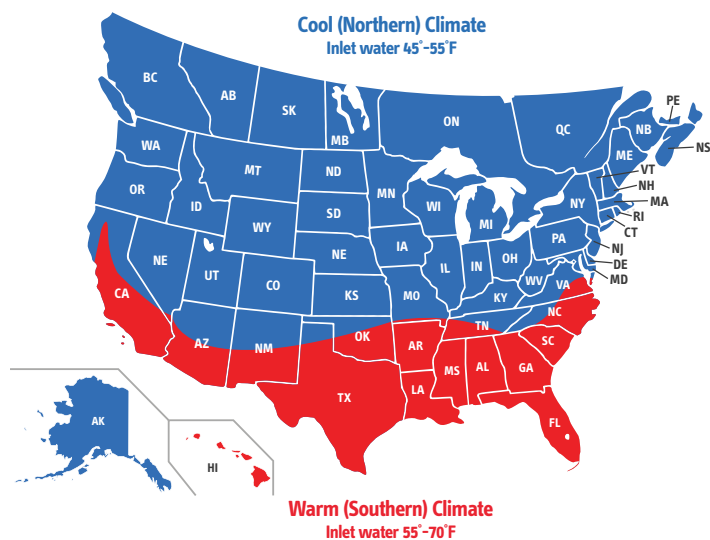 Cool (Northern) Climate
Inlet water 45°-55°F
BC
AB
SK
MB
ON
QC
PE
NB
NS
ME
WA
MT
ND
MN
VT
NH
MA
RI
CT
OR
ID
WY
SD
WI
MI
NY
NJ
DE
MD
NE
UT
CO
NE
IA
IL
IN
OH
PA
WV
VA
KS
MO
KY
CA
AZ
NM
OK
AR
TN
NC
SC
TX
LA
MS
AL
GA
FL
AK
HI
Warm (Southern) Climate
Inlet water 55°-70°F